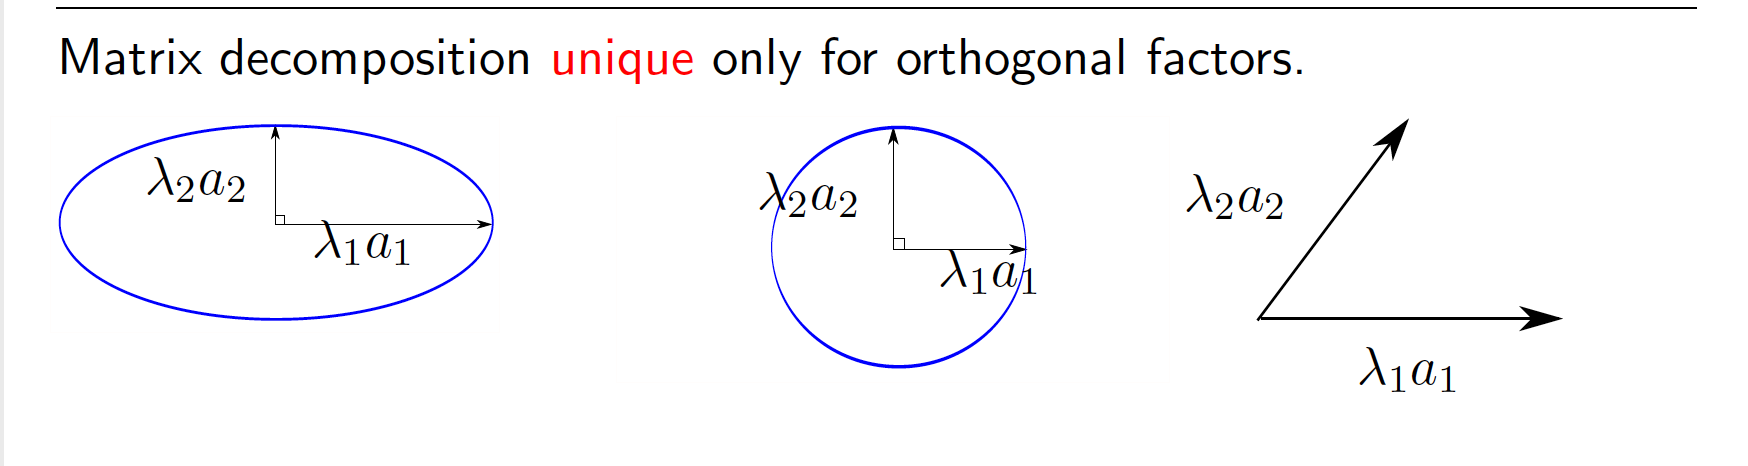 Matrix decomposition unique only for orthogonal factors.
λ₂a₂
λ₁a₁
λ₂a₂
λ₁a₁
λ₂a₂
λ₁a₁